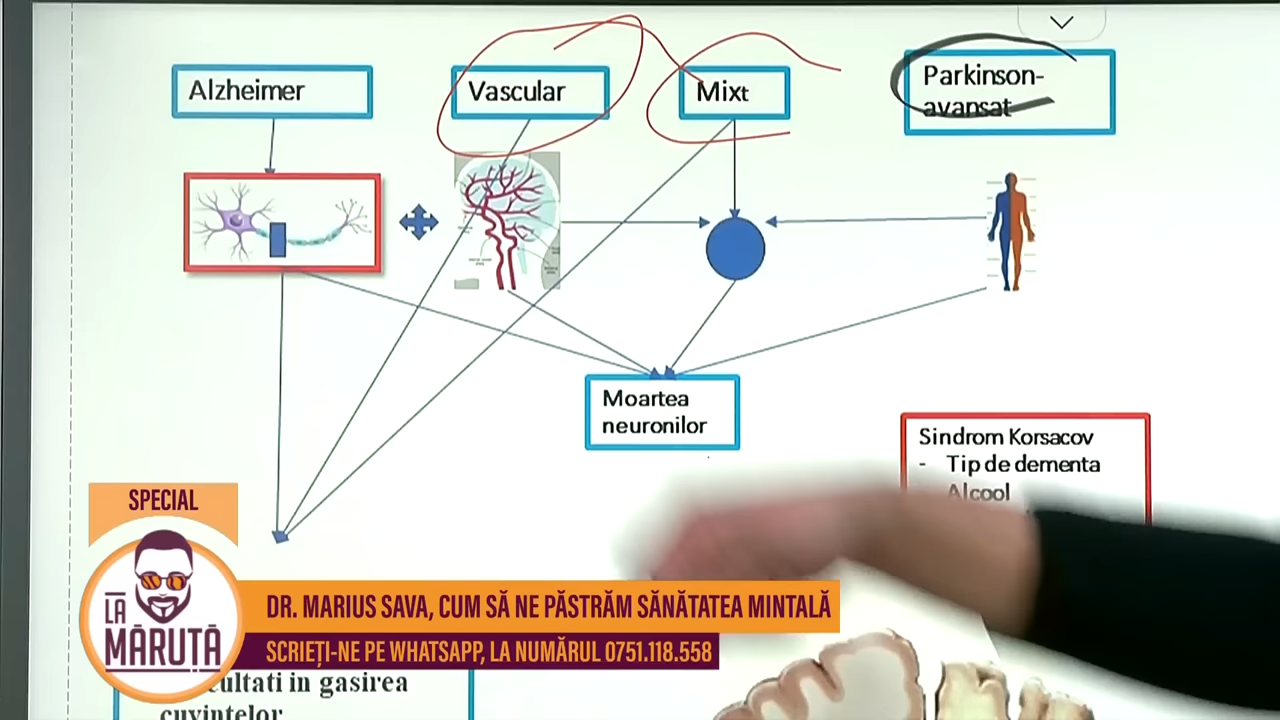 Alzheimer
Vascular
Mixt
Parkinson-
avansat
Moartea
neuronilor
Sindrom Korsacov
- Tip de dementa
Alcool
SPECIAL
LA
MĂRUȚĂ
DR. MARIUS SAVA, CUM SĂ NE PĂSTRĂM SĂNĂTATEA MINTALĂ
SCRIEȚI-NE PE WHATSAPP, LA NUMĂRUL 0751.118.558
in gasirea
cuvintelor